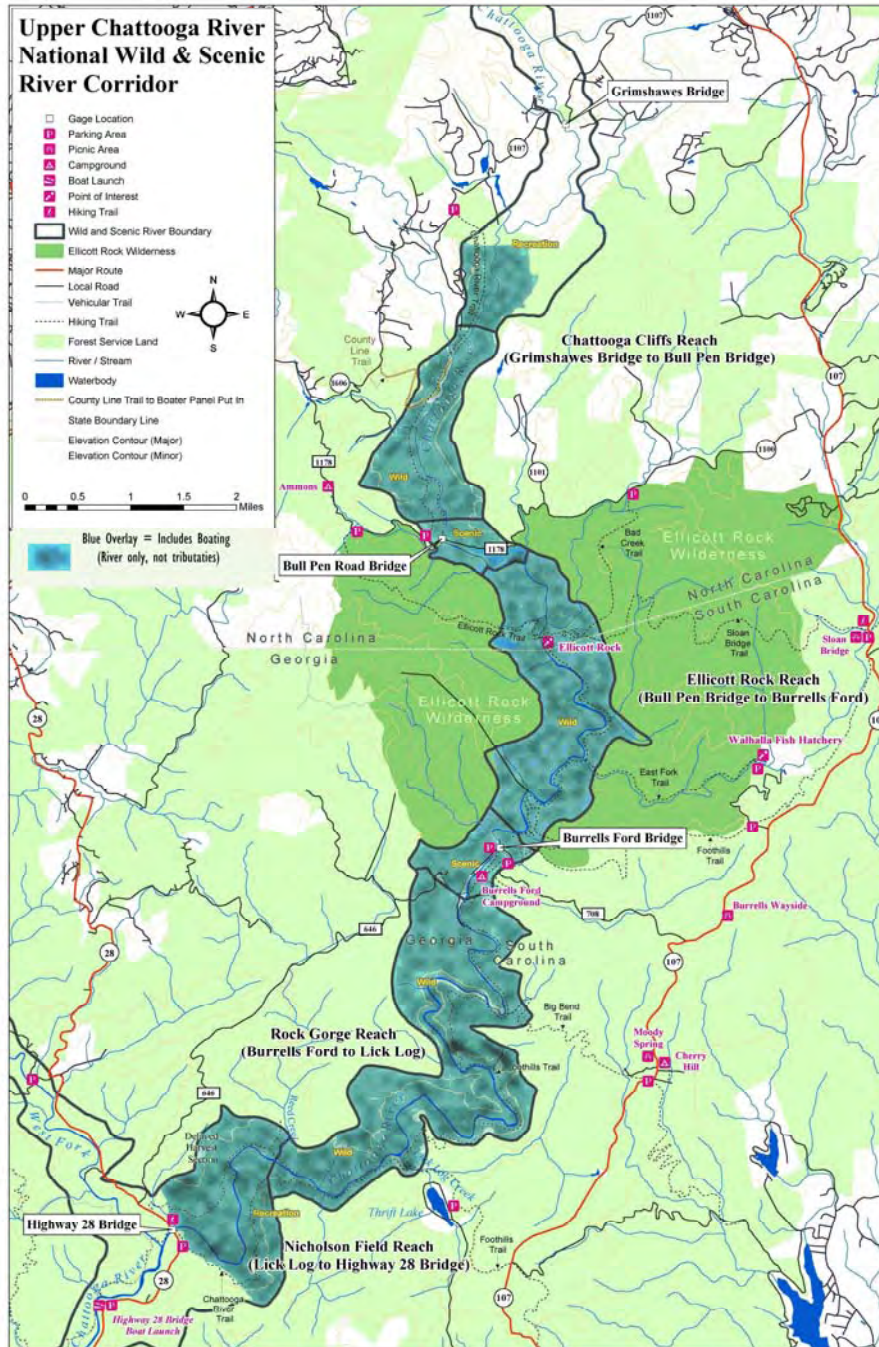 Upper Chattooga River
National Wild & Scenic
River Corridor
Gage Location
Parking Area
Picnic Area
Campground
Boat Launch
Point of Interest
Hiking Trail
Wild and Scenic River Boundary
Ellicott Rock Wilderness
Major Route
Local Road
Vehicular Trail
Hiking Trail
Forest Service Land
River / Stream
Waterbody
County Line Trail to Boater Panel Put In
State Boundary Line
Elevation Contour (Major)
Elevation Contour (Minor)
N
W E
S
0 0.5 1 1.5 2
Miles
Blue Overlay = Includes Boating
(River only, not tributaties)
Chattooga River
1107
Grimshawes Bridge
1107
P
Recreation
Chattooga River Trail
Chattooga Cliffs Reach
(Grimshawes Bridge to Bull Pen Bridge)
County
Line
Trail
107
1606
1178
1100
1101
Ammons
Wild
P
P
P
Scenic
1178
Bull Pen Road Bridge
Bad
Creek
Trail
Ellicott Rock
Wilderness
North Carolina
South Carolina
Ellicott Rock Trail
Ellicott Rock
Sloan
Bridge
Trail
Sloan
Bridge
P
North Carolina
Georgia
Ellicott Rock Reach
(Bull Pen Bridge to Burrells Ford)
Ellicott Rock
Wilderness
28
Wild
Walhalla Fish Hatchery
P
East Fork
Trail
Burrells Ford Bridge
P
P
Scenic
Foothills
Trail
Burrells Ford
Campground
Burrells Wayside
708
646
Georgia
South
Carolina
28
107
Wild
Big Bend
Trail
Rock Gorge Reach
(Burrells Ford to Lick Log)
Moody
Spring
Cherry
Hill
P
Foothills Trail
P
646
West Fork
Reed Creek
Delayed
Harvest
Section
Wild
Thrift Lake
P
Highway 28 Bridge
Recreation
Nicholson Field Reach
(Lick Log to Highway 28 Bridge)
Foothills
Trail
P
28
Chattooga River
Chattooga
River
Trail
P
Highway 28 Bridge
Boat Launch
107